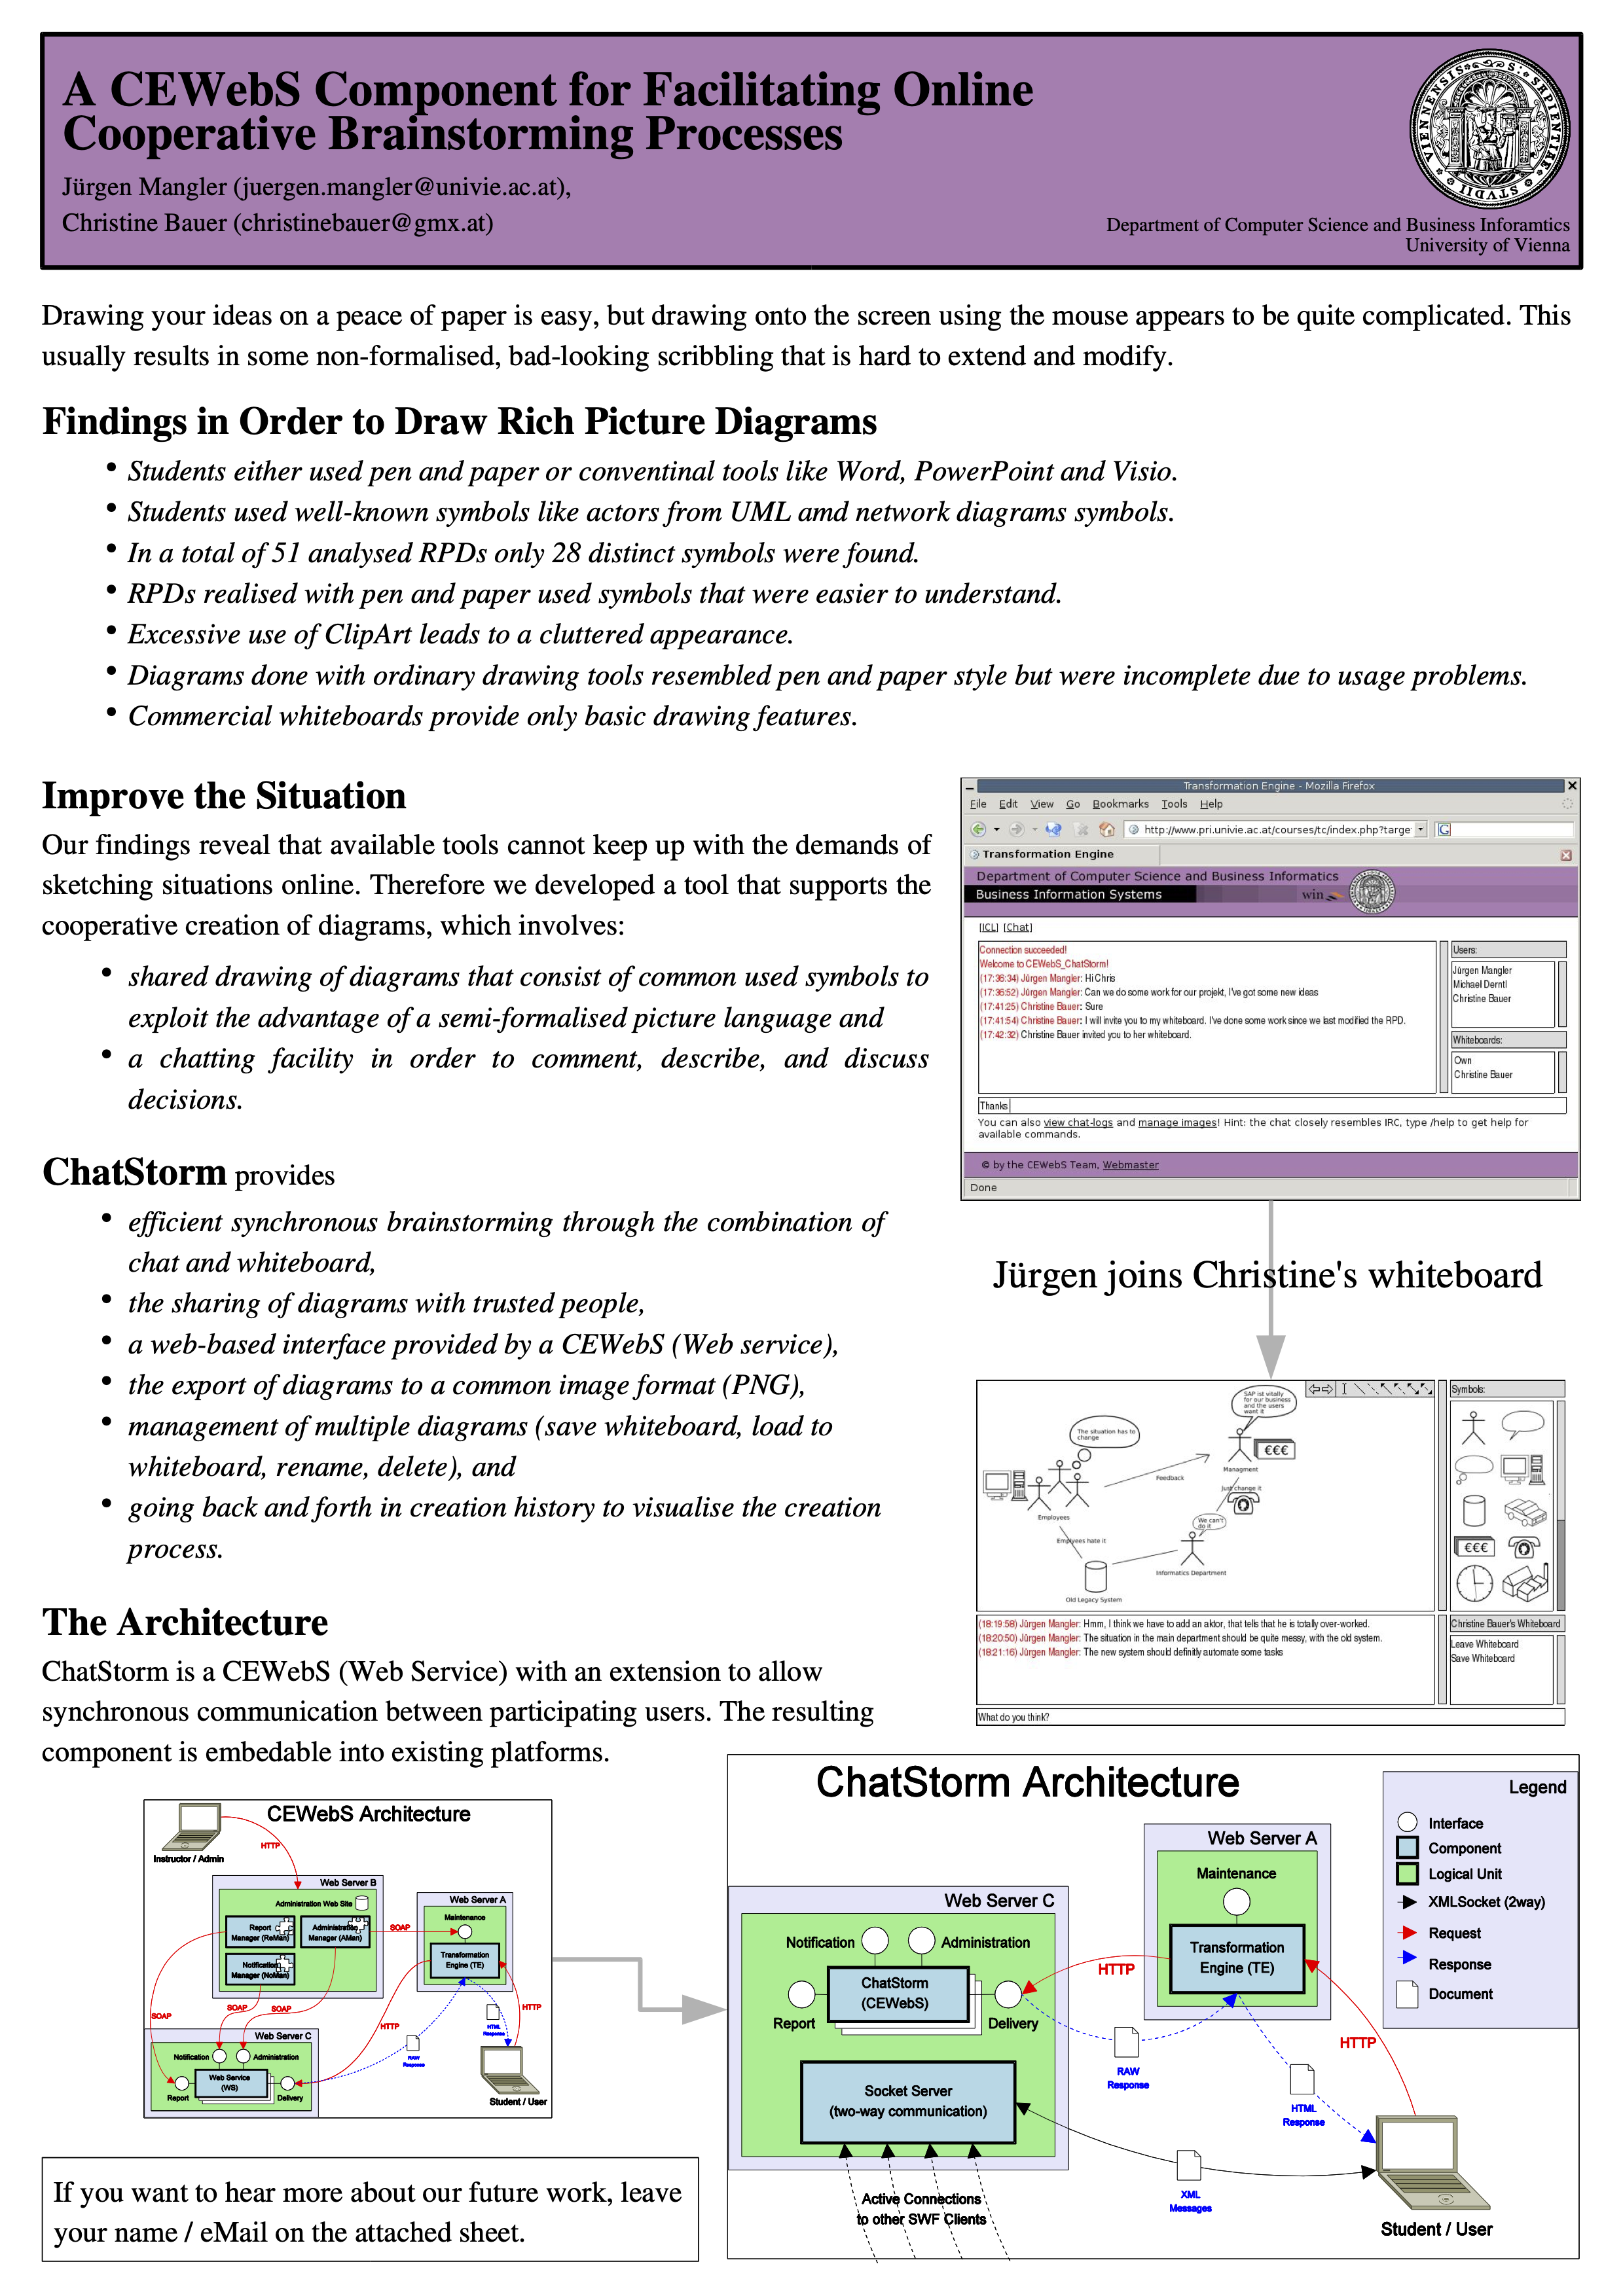 A CEWebS Component for Facilitating Online
Cooperative Brainstorming Processes
Jürgen Mangler (juergen.mangler@univie.ac.at),
Christine Bauer (christinebauer@gmx.at)
Department of Computer Science and Business Inforamtics
University of Vienna
Drawing your ideas on a peace of paper is easy, but drawing onto the screen using the mouse appears to be quite complicated. This
usually results in some non-formalised, bad-looking scribbling that is hard to extend and modify.
Findings in Order to Draw Rich Picture Diagrams
• Students either used pen and paper or conventinal tools like Word, PowerPoint and Visio.
• Students used well-known symbols like actors from UML amd network diagrams symbols.
• In a total of 51 analysed RPDs only 28 distinct symbols were found.
• RPDs realised with pen and paper used symbols that were easier to understand.
• Excessive use of ClipArt leads to a cluttered appearance.
• Diagrams done with ordinary drawing tools resembled pen and paper style but were incomplete due to usage problems.
• Commercial whiteboards provide only basic drawing features.
Improve the Situation
Our findings reveal that available tools cannot keep up with the demands of
sketching situations online. Therefore we developed a tool that supports the
cooperative creation of diagrams, which involves:
• shared drawing of diagrams that consist of common used symbols to
exploit the advantage of a semi-formalised picture language and
• a chatting facility in order to comment, describe, and discuss
decisions.
ChatStorm provides
• efficient synchronous brainstorming through the combination of
chat and whiteboard,
• the sharing of diagrams with trusted people,
• a web-based interface provided by a CEWebS (Web service),
• the export of diagrams to a common image format (PNG),
• management of multiple diagrams (save whiteboard, load to
whiteboard, rename, delete), and
• going back and forth in creation history to visualise the creation
process.
The Architecture
ChatStorm is a CEWebS (Web Service) with an extension to allow
synchronous communication between participating users. The resulting
component is embedable into existing platforms.
Transformation Engine - Mozilla Firefox
File Edit View Go Bookmarks Tools Help
http://www.pri.univie.ac.at/courses/tc/index.php?targe
G
Transformation Engine
Department of Computer Science and Business Informatics
Business Information Systems
win
[ICL] [Chat]
Connection succeeded!
Welcome to CEWebS_ChatStorm!
(17:36:34) Jürgen Mangler: Hi Chris
(17:36:52) Jürgen Mangler: Can we do some work for our projekt, I've got some new ideas
(17:41:25) Christine Bauer: Sure
(17:41:54) Christine Bauer: I will invite you to my whiteboard. I've done some work since we last modified the RPD.
(17:42:32) Christine Bauer invited you to her whiteboard.
Users:
Jürgen Mangler
Michael Derntl
Christine Bauer
Whiteboards:
Own
Christine Bauer
Thanks
You can also view chat-logs and manage images! Hint: the chat closely resembles IRC, type /help to get help for
available commands.
© by the CEWebS Team, Webmaster
Done
Jürgen joins Christine's whiteboard
SAP ist vitally
for our business
and the users
want it
The situation has to
change
€€€
Managment
Feedback
Just change it
Employees
We can't
do it
Emplyees hate it
Informatics Department
Old Legacy System
Symbols:
€€€
(18:19:58) Jürgen Mangler: Hmm, I think we have to add an aktor, that tells that he is totally over-worked.
(18:20:50) Jürgen Mangler: The situation in the main department should be quite messy, with the old system.
(18:21:16) Jürgen Mangler: The new system should definitly automate some tasks
Christine Bauer's Whiteboard
Leave Whiteboard
Save Whiteboard
What do you think?
CEWebS Architecture
Instructor / Admin
HTTP
Web Server B
Administration Web Site
Report
Manager (ReMan)
Administration
Manager (AMan)
Notification
Manager (NoMan)
SOAP
Web Server A
Maintenance
Transformation
Engine (TE)
SOAP
SOAP
SOAP
HTTP
HTTP
HTML
Response
RAW
Response
Web Server C
Notification
Administration
Web Service
(WS)
Report
Delivery
Student / User
ChatStorm Architecture
Legend
Interface
Component
Logical Unit
XMLSocket (2way)
Request
Response
Document
Web Server A
Maintenance
Transformation
Engine (TE)
Web Server C
Notification
Administration
ChatStorm
(CEWebS)
Report
Delivery
HTTP
RAW
Response
HTTP
HTML
Response
Socket Server
(two-way communication)
XML
Messages
Active Connections
to other SWF Clients
Student / User
If you want to hear more about our future work, leave
your name / eMail on the attached sheet.